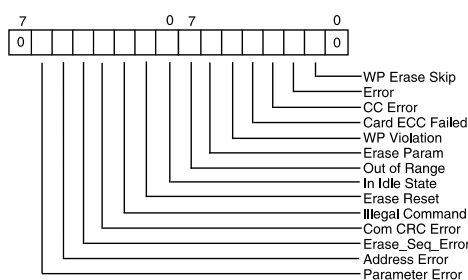 7 0 7 0
0 0
WP Erase Skip
Error
CC Error
Card ECC Failed
WP Violation
Erase Param
Out of Range
In Idle State
Erase Reset
Illegal Command
Com CRC Error
Erase_Seq_Error
Address Error
Parameter Error